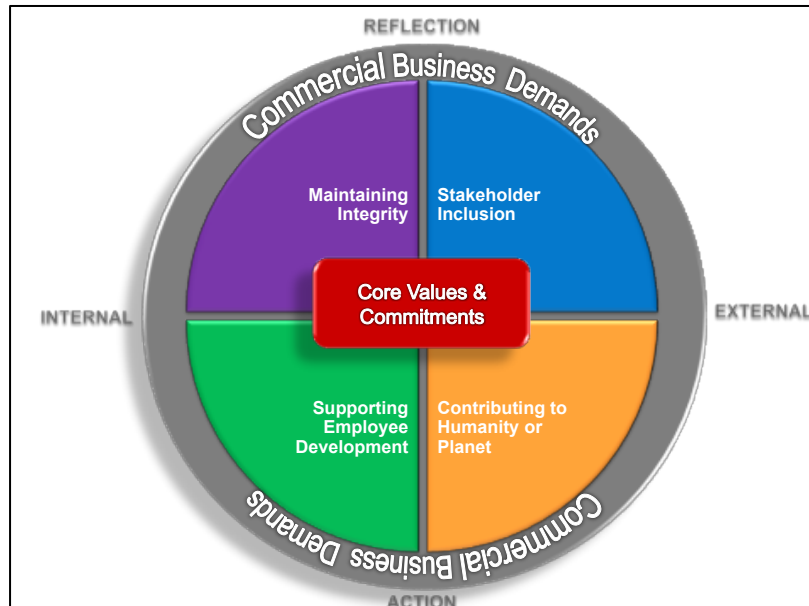 REFLECTION
Commercial Business Demands
Maintaining
Integrity
Stakeholder
Inclusion
Core Values &
Commitments
INTERNAL
EXTERNAL
Supporting
Employee
Development
Contributing to
Humanity or
Planet
Commercial Business Demands
ACTION